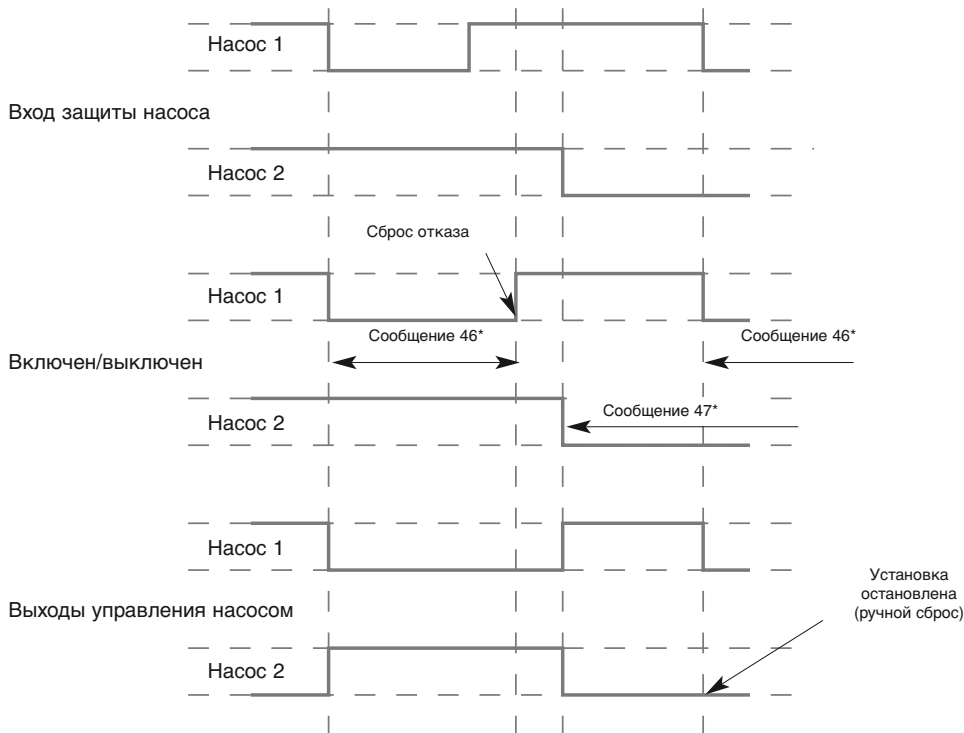 Насос 1
Вход защиты насоса
Насос 2
Сброс отказа
Насос 1
Сообщение 46*
Сообщение 46*
Включен/выключен
Сообщение 47*
Насос 2
Насос 1
Установка
остановлена
(ручной сброс)
Выходы управления насосом
Насос 2